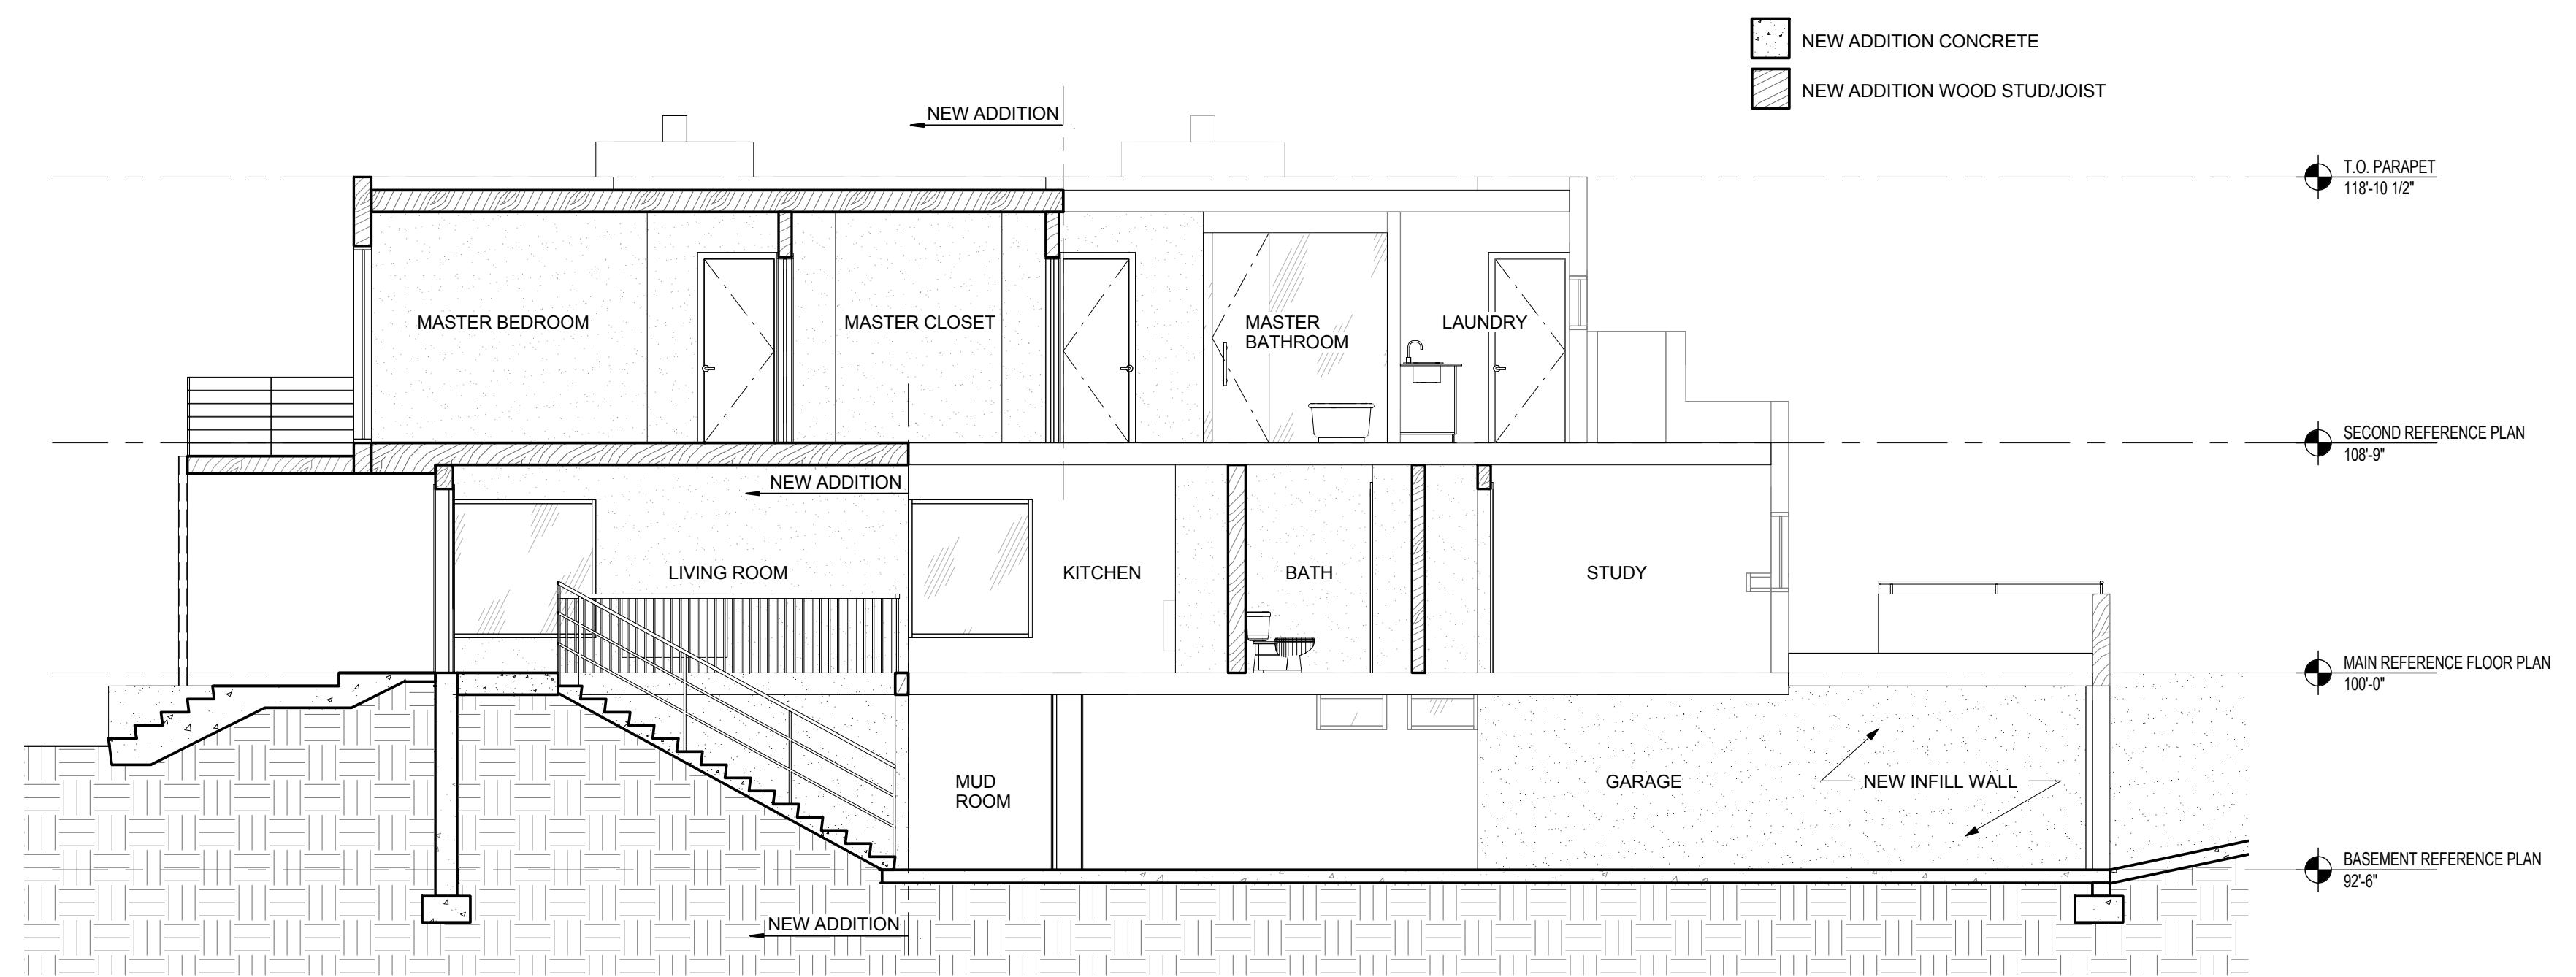 NEW ADDITION CONCRETE
NEW ADDITION WOOD STUD/JOIST
NEW ADDITION
T.O. PARAPET
118'-10 1/2"
MASTER BEDROOM
MASTER CLOSET
MASTER
BATHROOM
LAUNDRY
SECOND REFERENCE PLAN
108'-9"
NEW ADDITION
LIVING ROOM
KITCHEN
BATH
STUDY
MAIN REFERENCE FLOOR PLAN
100'-0"
MUD
ROOM
GARAGE
NEW INFILL WALL
BASEMENT REFERENCE PLAN
92'-6"
NEW ADDITION